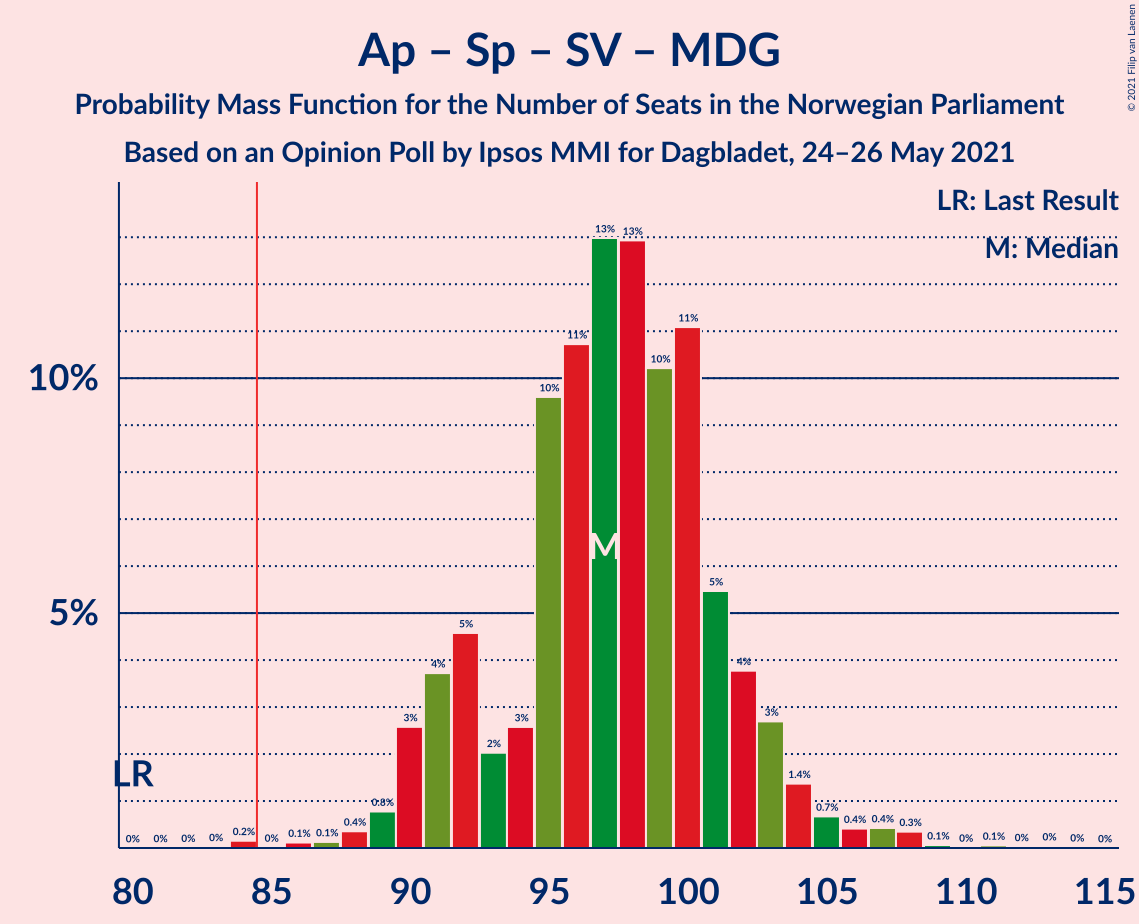 Ap – Sp – SV – MDG
Probability Mass Function for the Number of Seats in the Norwegian Parliament
Based on an Opinion Poll by Ipsos MMI for Dagbladet, 24–26 May 2021
© 2021 Filip van Laenen
LR: Last Result
M: Median
10%
5%
LR
M
0% 0% 0% 0% 0.2% 0% 0.1% 0.1% 0.4% 0.8% 3% 4% 5% 2% 3% 10% 11% 13% 13% 10% 11% 5% 4% 3% 1.4% 0.7% 0.4% 0.4% 0.3% 0.1% 0% 0.1% 0% 0% 0% 0%
80 85 90 95 100 105 110 115